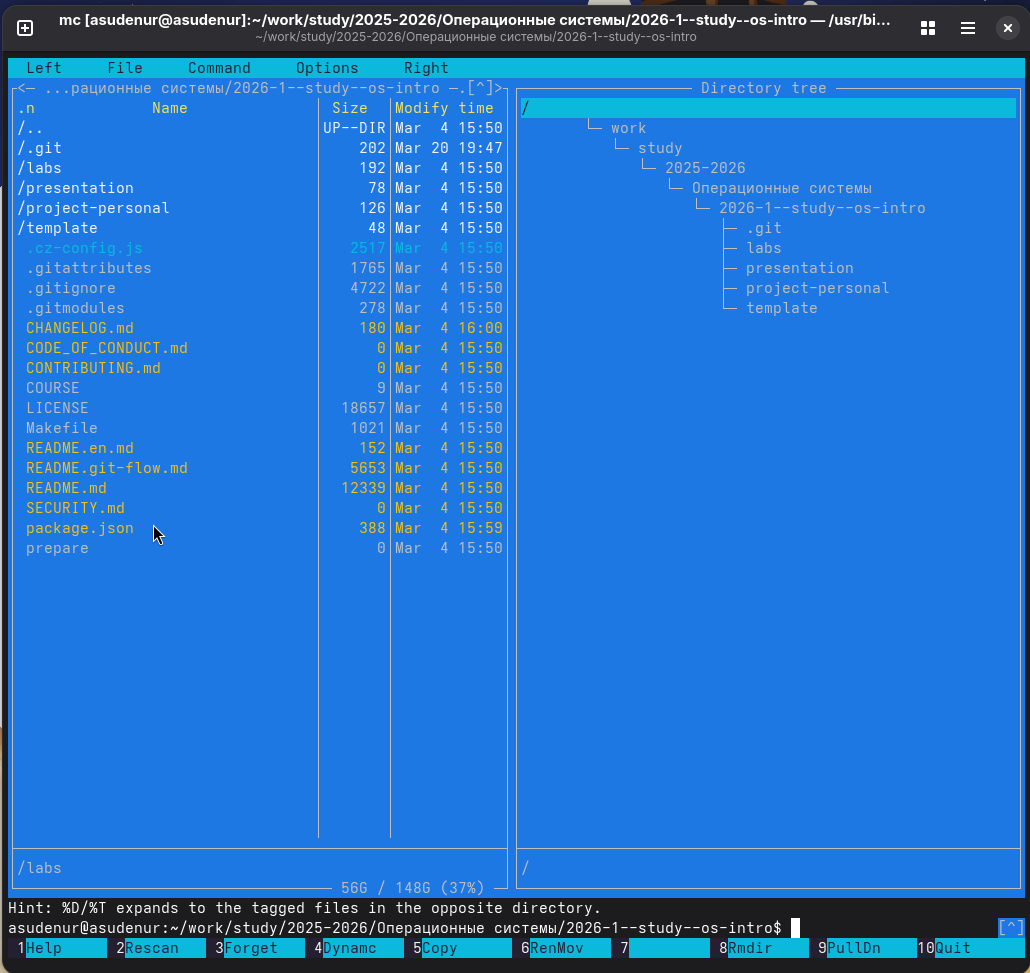 mc [asudenur@asudenur]:~/work/study/2025-2026/Операционные системы/2026-1--study--os-intro — /usr/bi…
~/work/study/2025-2026/Операционные системы/2026-1--study--os-intro
Left File Command Options Right
<— ...рационные системы/2026-1--study--os-intro —.[^]>
.n Name Size Modify time
/.. UP--DIR Mar 4 15:50
/.git 202 Mar 20 19:47
/labs 192 Mar 4 15:50
/presentation 78 Mar 4 15:50
/project-personal 126 Mar 4 15:50
/template 48 Mar 4 15:50
.cz-config.js 2517 Mar 4 15:50
.gitattributes 1765 Mar 4 15:50
.gitignore 4722 Mar 4 15:50
.gitmodules 278 Mar 4 15:50
CHANGELOG.md 180 Mar 4 16:00
CODE_OF_CONDUCT.md 0 Mar 4 15:50
CONTRIBUTING.md 0 Mar 4 15:50
COURSE 9 Mar 4 15:50
LICENSE 18657 Mar 4 15:50
Makefile 1021 Mar 4 15:50
README.en.md 152 Mar 4 15:50
README.git-flow.md 5653 Mar 4 15:50
README.md 12339 Mar 4 15:50
SECURITY.md 0 Mar 4 15:50
package.json 388 Mar 4 15:59
prepare 0 Mar 4 15:50
/labs
56G / 148G (37%)
Directory tree
/
work
study
2025-2026
Операционные системы
2026-1--study--os-intro
.git
labs
presentation
project-personal
template
/
Hint: %D/%T expands to the tagged files in the opposite directory.
asudenur@asudenur:~/work/study/2025-2026/Операционные системы/2026-1--study--os-intro$ [^]
1Help 2Rescan 3Forget 4Dynamc 5Copy 6RenMov 7 8Rmdir 9PullDn 10Quit